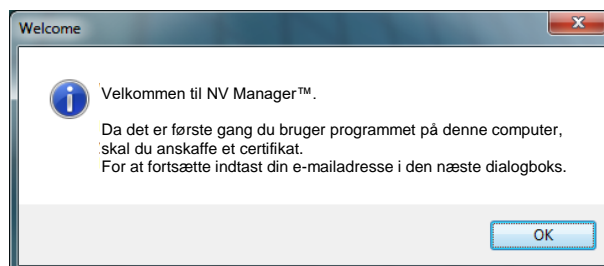 Welcome
Velkommen til NV Manager™.
Da det er første gang du bruger programmet på denne computer,
skal du anskaffe et certifikat.
For at fortsætte indtast din e-mailadresse i den næste dialogboks.
OK